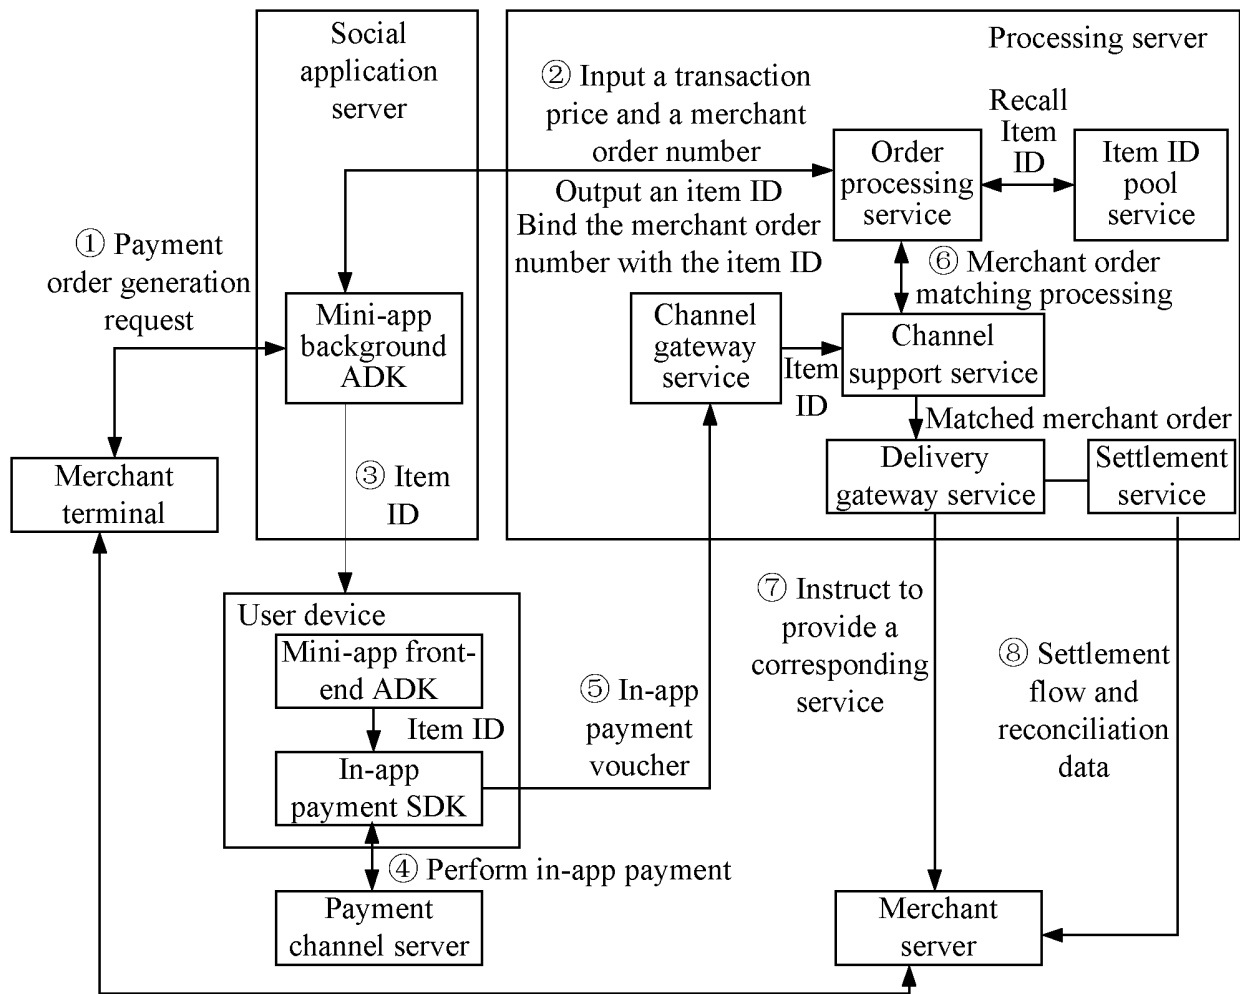 Social
application
server
Processing server
② Input a transaction
price and a merchant
order number
Output an item ID
Bind the merchant order
number with the item ID
Recall
Item
ID
Order
processing
service
Item ID
pool
service
① Payment
order generation
request
Mini-app
background
ADK
Channel
gateway
service
Item
ID
⑥ Merchant order
matching processing
Channel
support service
Matched merchant order
Delivery
gateway service
Settlement
service
Merchant
terminal
③ Item
ID
User device
Mini-app front-
end ADK
Item ID
In-app
payment SDK
⑤ In-app
payment
voucher
④ Perform in-app payment
Payment
channel server
⑦ Instruct to
provide a
corresponding
service
⑧ Settlement
flow and
reconciliation
data
Merchant
server